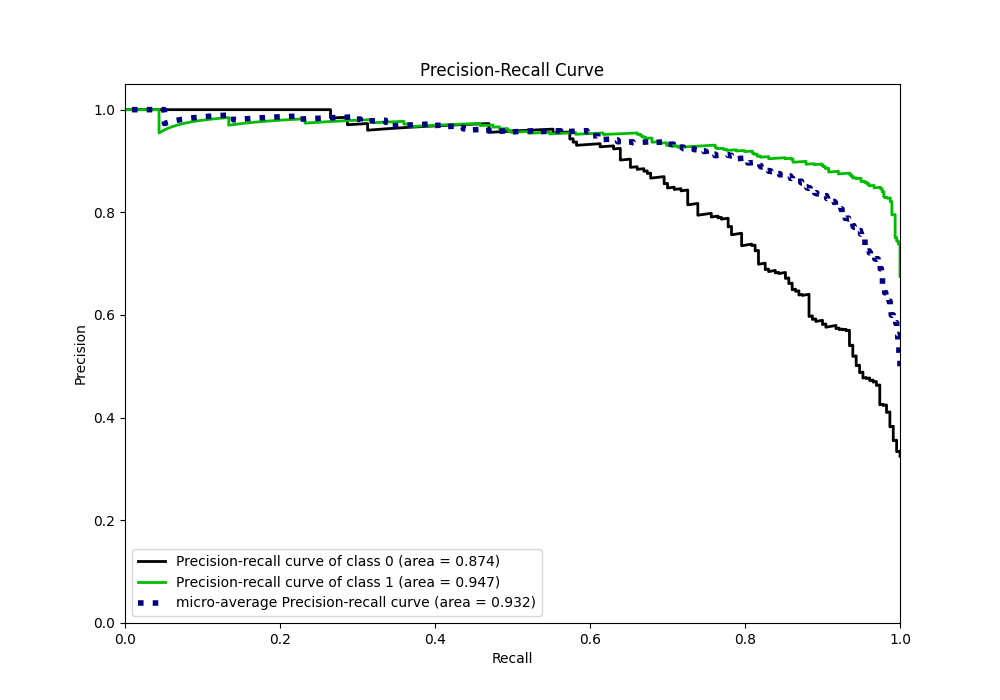 Precision-Recall Curve
1.0
0.8
0.6
0.4
0.2
0.0
Precision
Precision-recall curve of class 0 (area = 0.874)
Precision-recall curve of class 1 (area = 0.947)
micro-average Precision-recall curve (area = 0.932)
0.0 0.2 0.4 0.6 0.8 1.0
Recall